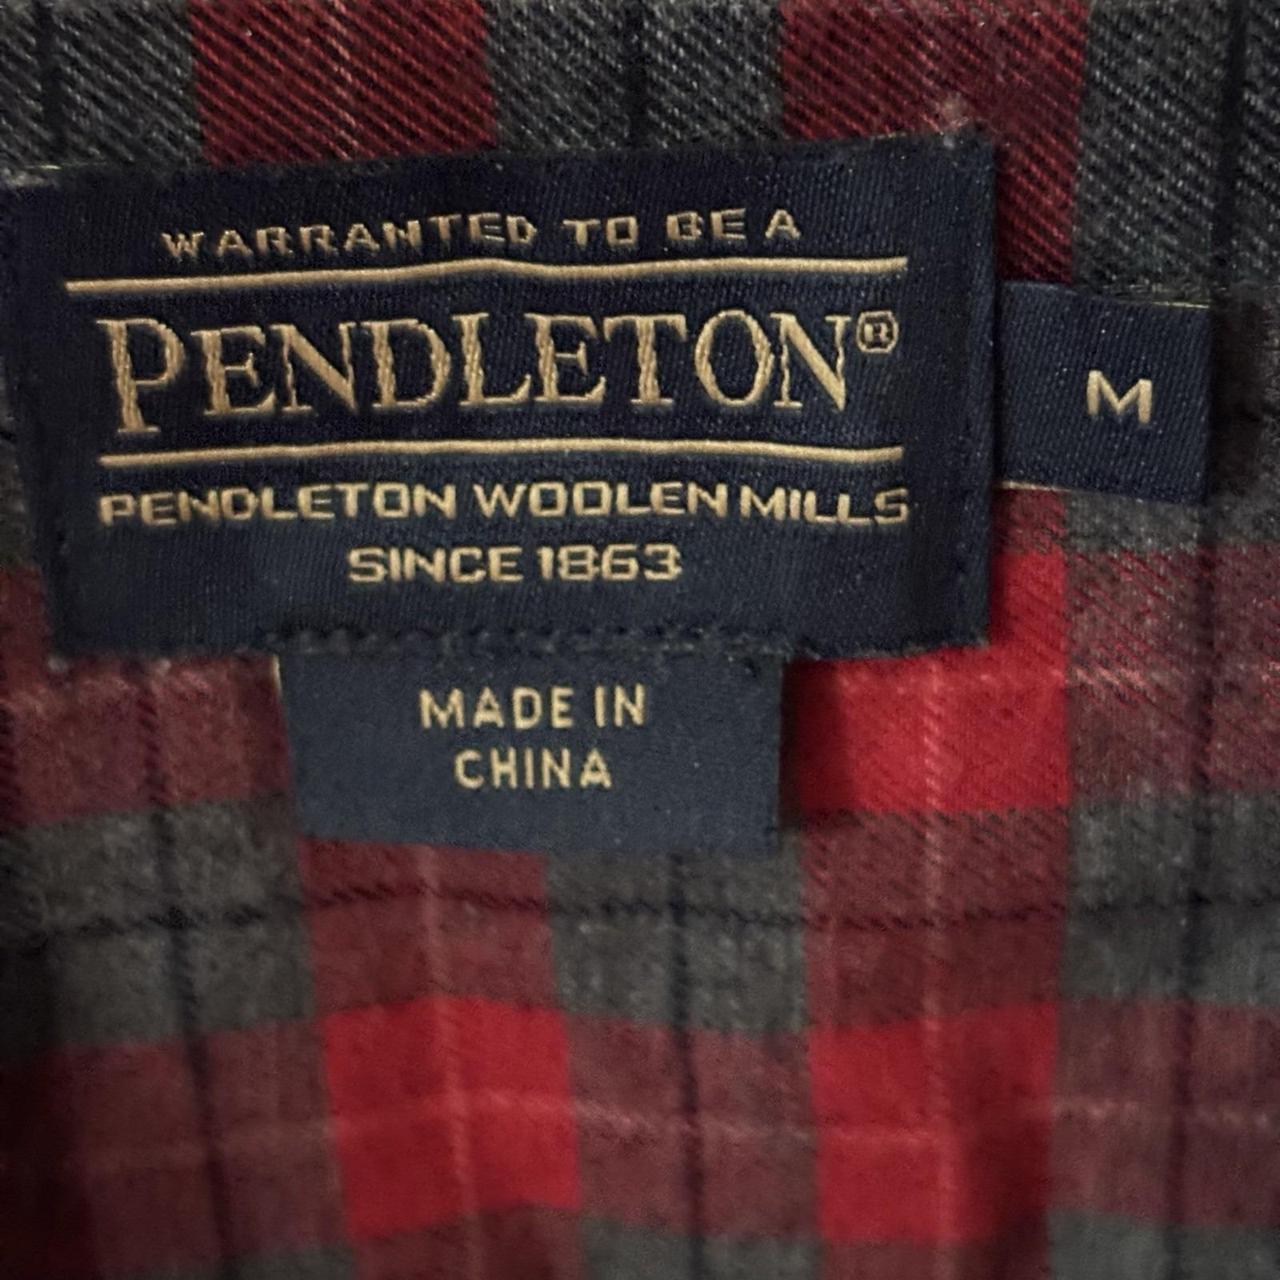 WARRANTED TO BE A
PENDLETON®
M
PENDLETON WOOLEN MILLS
SINCE 1863
MADE IN
CHINA